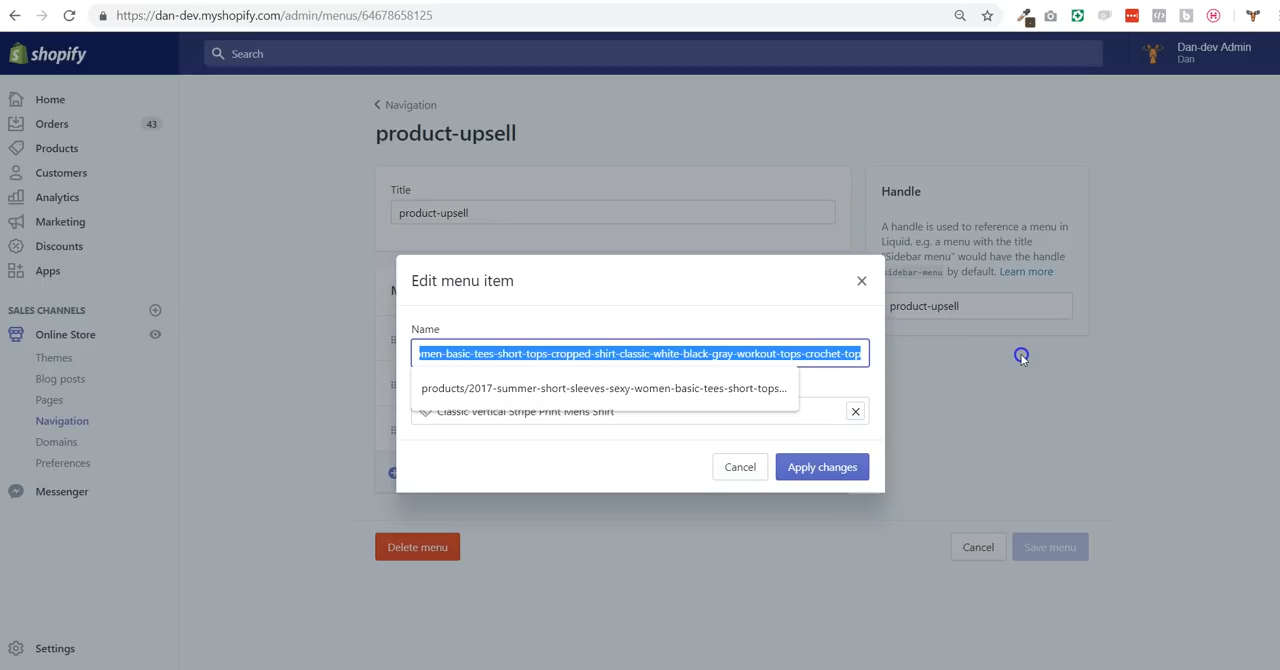 https://dan-dev.myshopify.com/admin/menus/64678658125
shopify
Search
Dan-dev Admin
Dan
Home
Orders
43
Products
Customers
Analytics
Marketing
Discounts
Apps
SALES CHANNELS
Online Store
Themes
Blog posts
Pages
Navigation
Domains
Preferences
Messenger
Settings
Navigation
product-upsell
Title
product-upsell
Handle
A handle is used to reference a menu in
Liquid. e.g. a menu with the title
"Sidebar menu" would have the handle
sidebar-menu by default. Learn more
product-upsell
Edit menu item
Name
omen-basic-tees-short-tops-cropped-shirt-classic-white-black-gray-workout-tops-crochet-top
products/2017-summer-short-sleeves-sexy-women-basic-tees-short-tops...
Classic Vertical Stripe Print Mens Shirt
Cancel
Apply changes
Delete menu
Cancel
Save menu